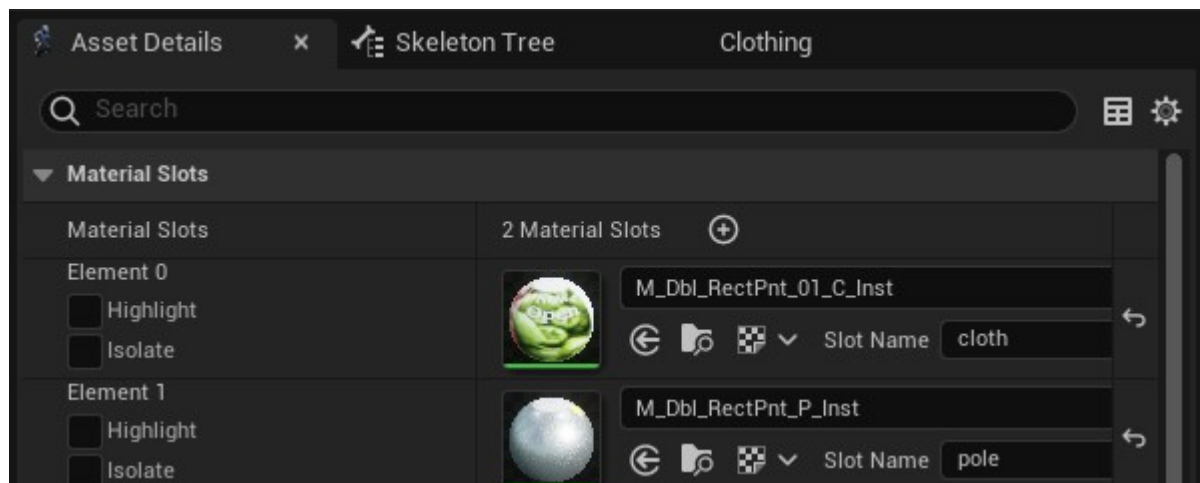 Asset Details
Skeleton Tree
Clothing
Search
Material Slots
Material Slots
2 Material Slots
Element 0
Highlight
Isolate
M_Dbl_RectPnt_01_C_Inst
Slot Name
cloth
Element 1
Highlight
Isolate
M_Dbl_RectPnt_P_Inst
Slot Name
pole